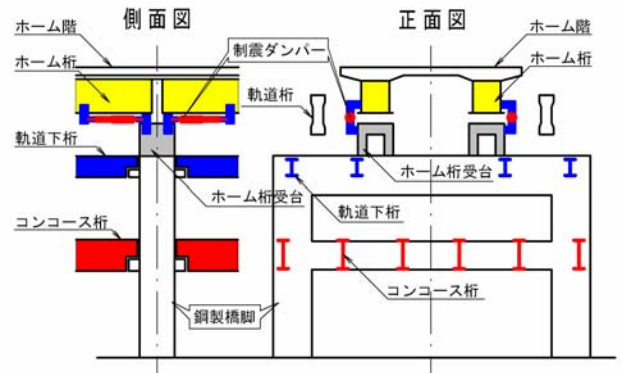 側面図
正面図
ホーム階
ホーム桁
制震ダンパー
ホーム階
ホーム桁
軌道桁
軌道下桁
ホーム桁受台
ホーム桁受台
軌道下桁
コンコース桁
コンコース桁
鋼製橋脚